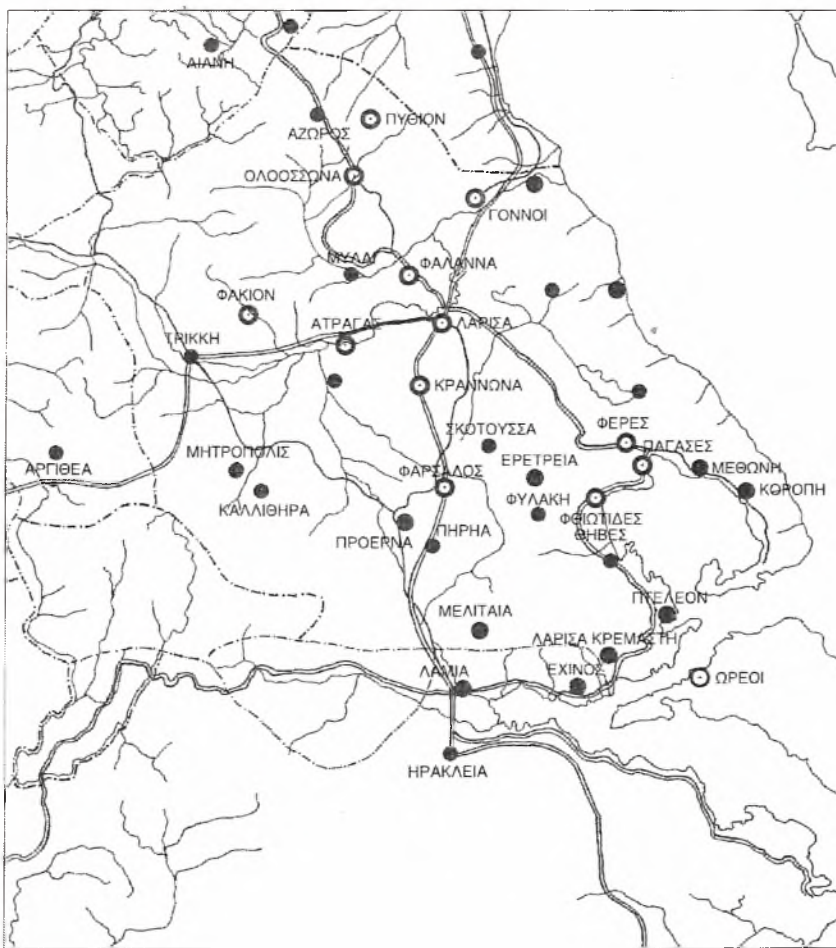 ΑΙΑΝΗ
ΑΖΩΡΟΣ
ΠΥΘΙΟΝ
ΟΛΟΟΣΣΩΝΑ
ΓΟΝΝΟΙ
ΜΥΛΑΙ
ΦΑΛΑΝΝΑ
ΦΑΚΙΟΝ
ΑΤΡΑΓΑΣ
ΛΑΡΙΣΑ
ΤΡΙΚΚΗ
ΚΡΑΝΝΩΝΑ
ΣΚΟΤΟΥΣΣΑ
ΦΕΡΕΣ
ΠΑΓΑΣΕΣ
ΑΡΓΙΘΕΑ
ΜΗΤΡΟΠΟΛΙΣ
ΕΡΕΤΡΕΙΑ
ΜΕΘΩΝΗ
ΦΑΡΣΑΛΟΣ
ΚΑΛΛΙΘΗΡΑ
ΦΥΛΑΚΗ
ΚΟΡΟΠΗ
ΦΘΙΩΤΙΔΕΣ
ΘΗΒΕΣ
ΠΡΟΕΡΝΑ
ΠΗΡΗΑ
ΜΕΛΙΤΑΙΑ
ΠΤΕΛΕΟΝ
ΛΑΡΙΣΑ ΚΡΕΜΑΣΤΗ
ΛΑΜΙΑ
ΕΧΙΝΟΣ
ΩΡΕΟΙ
ΗΡΑΚΛΕΙΑ